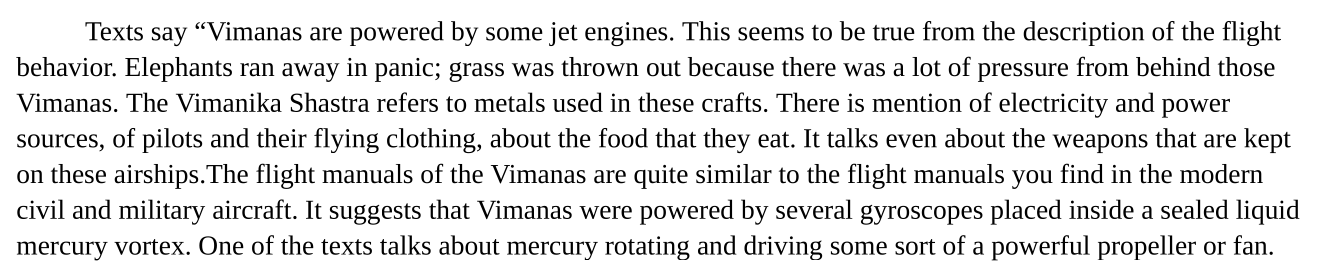 Texts say “Vimanas are powered by some jet engines. This seems to be true from the description of the flight
behavior. Elephants ran away in panic; grass was thrown out because there was a lot of pressure from behind those
Vimanas. The Vimanika Shastra refers to metals used in these crafts. There is mention of electricity and power
sources, of pilots and their flying clothing, about the food that they eat. It talks even about the weapons that are kept
on these airships.The flight manuals of the Vimanas are quite similar to the flight manuals you find in the modern
civil and military aircraft. It suggests that Vimanas were powered by several gyroscopes placed inside a sealed liquid
mercury vortex. One of the texts talks about mercury rotating and driving some sort of a powerful propeller or fan.